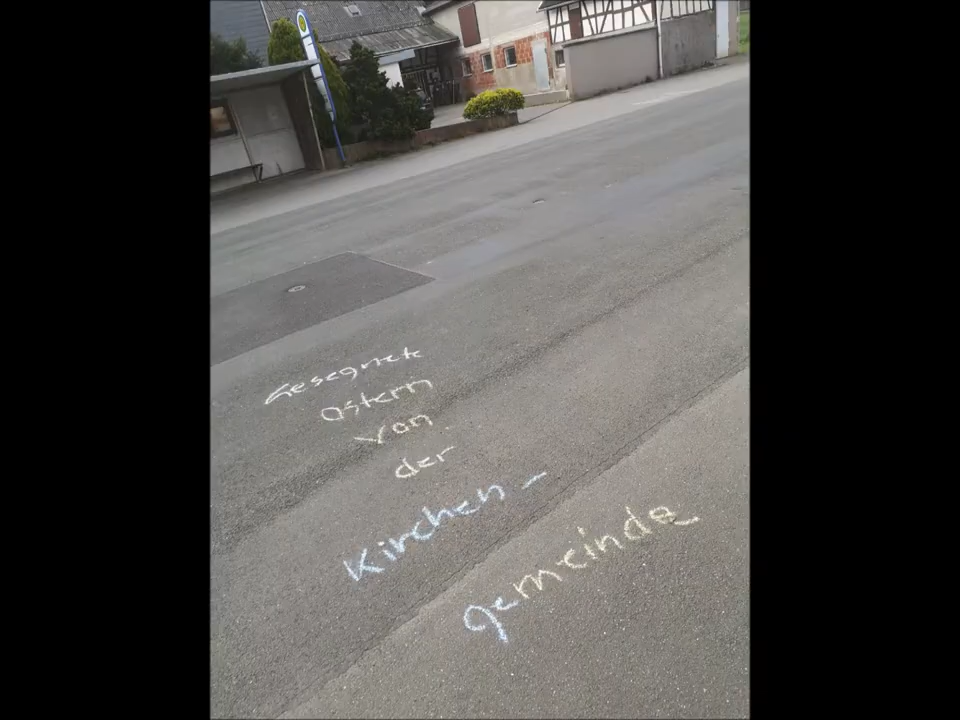 Gesegnete
Ostern
von
der
Kirchen-
gemeinde